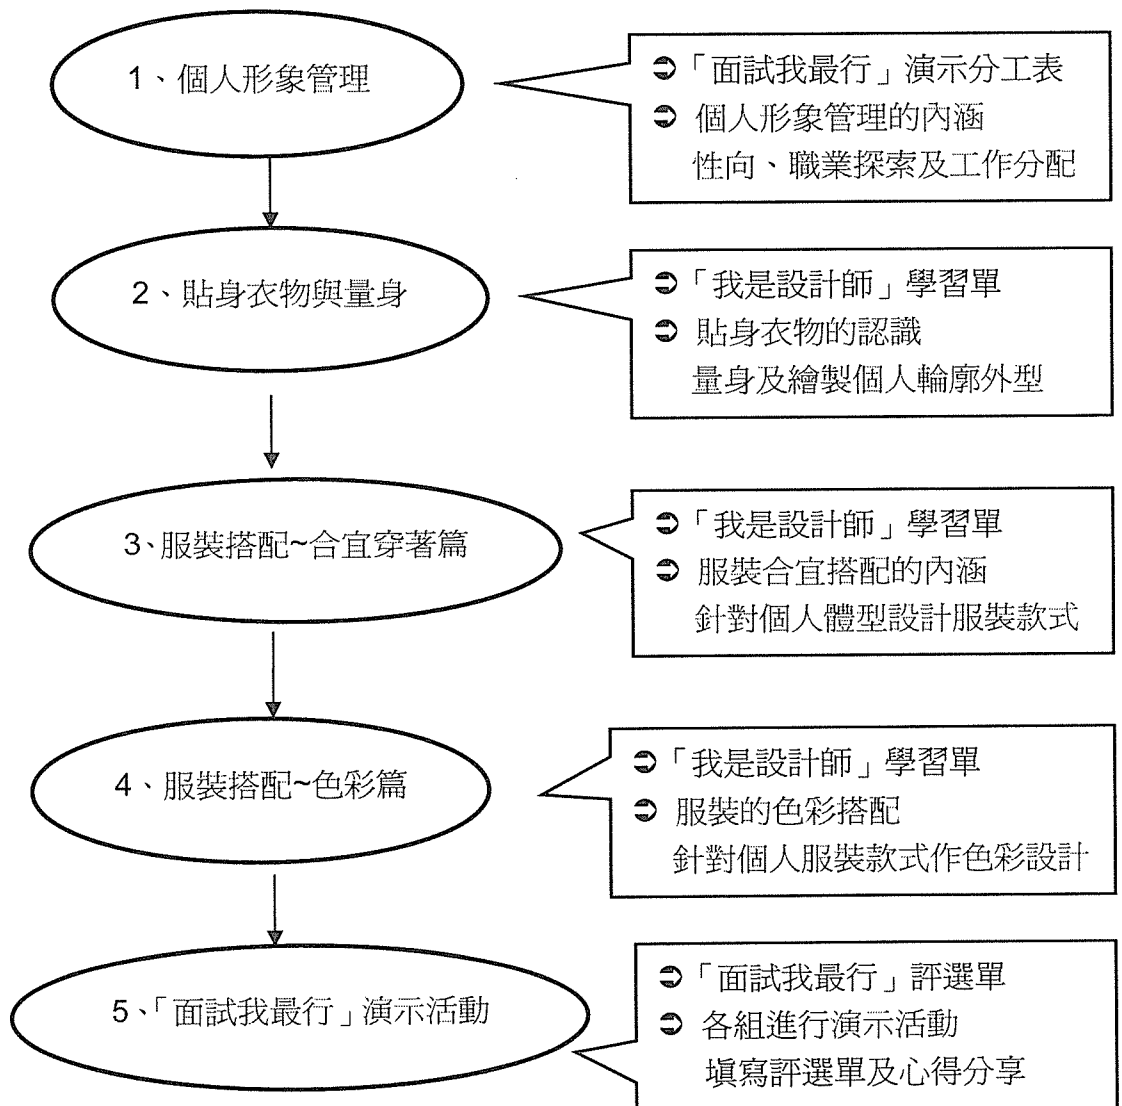 1、個人形象管理
➲「面試我最行」演示分工表
➲ 個人形象管理的內涵
性向、職業探索及工作分配
2、貼身衣物與量身
➲「我是設計師」學習單
➲ 貼身衣物的認識
量身及繪製個人輪廓外型
3、服裝搭配~合宜穿著篇
➲「我是設計師」學習單
➲ 服裝合宜搭配的內涵
針對個人體型設計服裝款式
4、服裝搭配~色彩篇
➲「我是設計師」學習單
➲ 服裝的色彩搭配
針對個人服裝款式作色彩設計
5、「面試我最行」演示活動
➲「面試我最行」評選單
➲ 各組進行演示活動
填寫評選單及心得分享